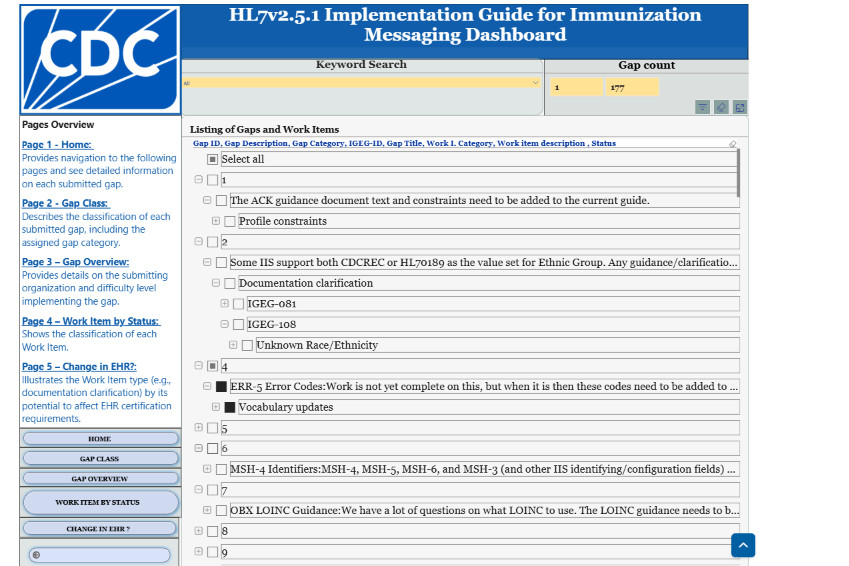 CDC
HL7v2.5.1 Implementation Guide for Immunization
Messaging Dashboard
Keyword Search
All
Gap count
1
177
Pages Overview
Page 1 - Home:
Provides navigation to the following
pages and see detailed information
on each submitted gap.
Page 2 - Gap Class:
Describes the classification of each
submitted gap, including the
assigned gap category.
Page 3 – Gap Overview:
Provides details on the submitting
organization and difficulty level
implementing the gap.
Page 4 – Work Item by Status:
Shows the classification of each
Work Item.
Page 5 – Change in EHR?:
Illustrates the Work Item type (e.g.,
documentation clarification) by its
potential to affect EHR certification
requirements.
HOME
GAP CLASS
GAP OVERVIEW
WORK ITEM BY STATUS
CHANGE IN EHR ?
Listing of Gaps and Work Items
Gap ID, Gap Description, Gap Category, IGEG-ID, Gap Title, Work I. Category, Work item description , Status
Select all
1
The ACK guidance document text and constraints need to be added to the current guide.
Profile constraints
2
Some IIS support both CDCREC or HL70189 as the value set for Ethnic Group. Any guidance/clarificatio...
Documentation clarification
IGEG-081
IGEG-108
Unknown Race/Ethnicity
4
ERR-5 Error Codes:Work is not yet complete on this, but when it is then these codes need to be added to ...
Vocabulary updates
5
6
MSH-4 Identifiers:MSH-4, MSH-5, MSH-6, and MSH-3 (and other IIS identifying/configuration fields) ...
7
OBX LOINC Guidance:We have a lot of questions on what LOINC to use. The LOINC guidance needs to b...
8
9